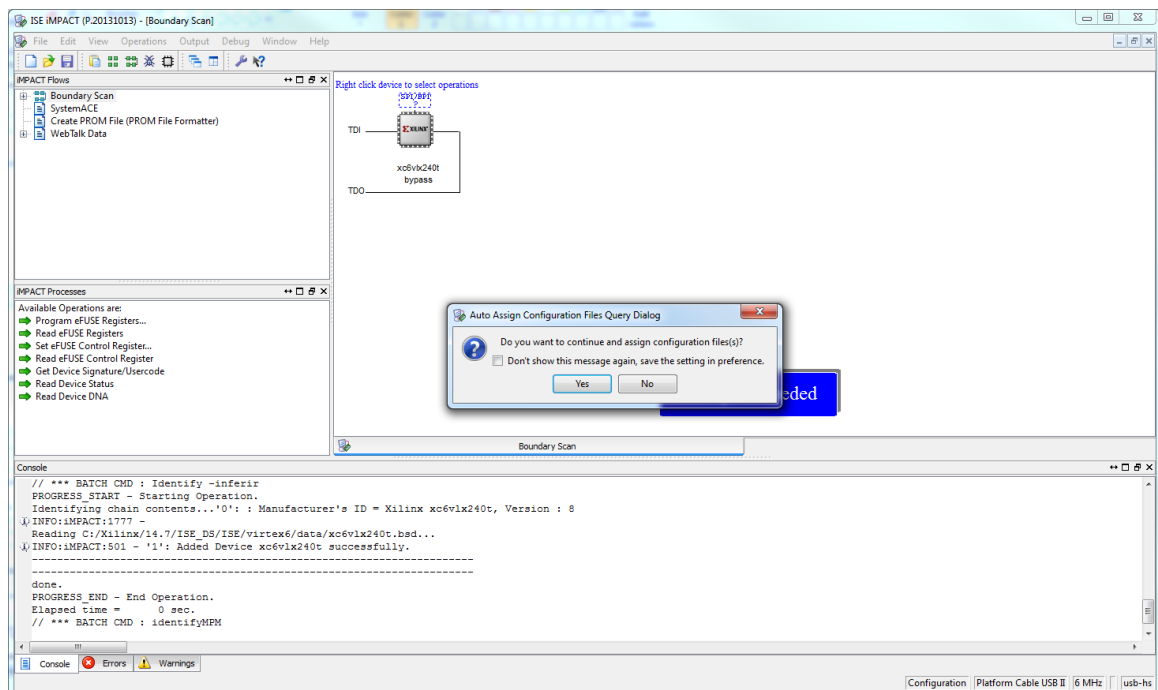 ISE iMPACT (P.20131013) - [Boundary Scan]
File Edit View Operations Output Debug Window Help
iMPACT Flows
Boundary Scan
SystemACE
Create PROM File (PROM File Formatter)
WebTalk Data
Right click device to select operations
SPI/BPI
?
TDI
XILINX
xc6vlx240t
bypass
TDO
iMPACT Processes
Available Operations are:
Program eFUSE Registers...
Read eFUSE Registers
Set eFUSE Control Register...
Read eFUSE Control Register
Get Device Signature/Usercode
Read Device Status
Read Device DNA
Auto Assign Configuration Files Query Dialog
Do you want to continue and assign configuration files(s)?
Don't show this message again, save the setting in preference.
Yes No
eded
Boundary Scan
Console
// *** BATCH CMD : Identify -inferir
PROGRESS_START - Starting Operation.
Identifying chain contents...'0': : Manufacturer's ID = Xilinx xc6vlx240t, Version : 8
INFO:iMPACT:1777 -
Reading C:/Xilinx/14.7/ISE_DS/ISE/virtex6/data/xc6vlx240t.bsd...
INFO:iMPACT:501 - '1': Added Device xc6vlx240t successfully.
----------------------------------------------------------------------
----------------------------------------------------------------------
done.
PROGRESS_END - End Operation.
Elapsed time =      0 sec.
// *** BATCH CMD : identifyMPM
Console Errors Warnings
Configuration Platform Cable USB II 6 MHz usb-hs